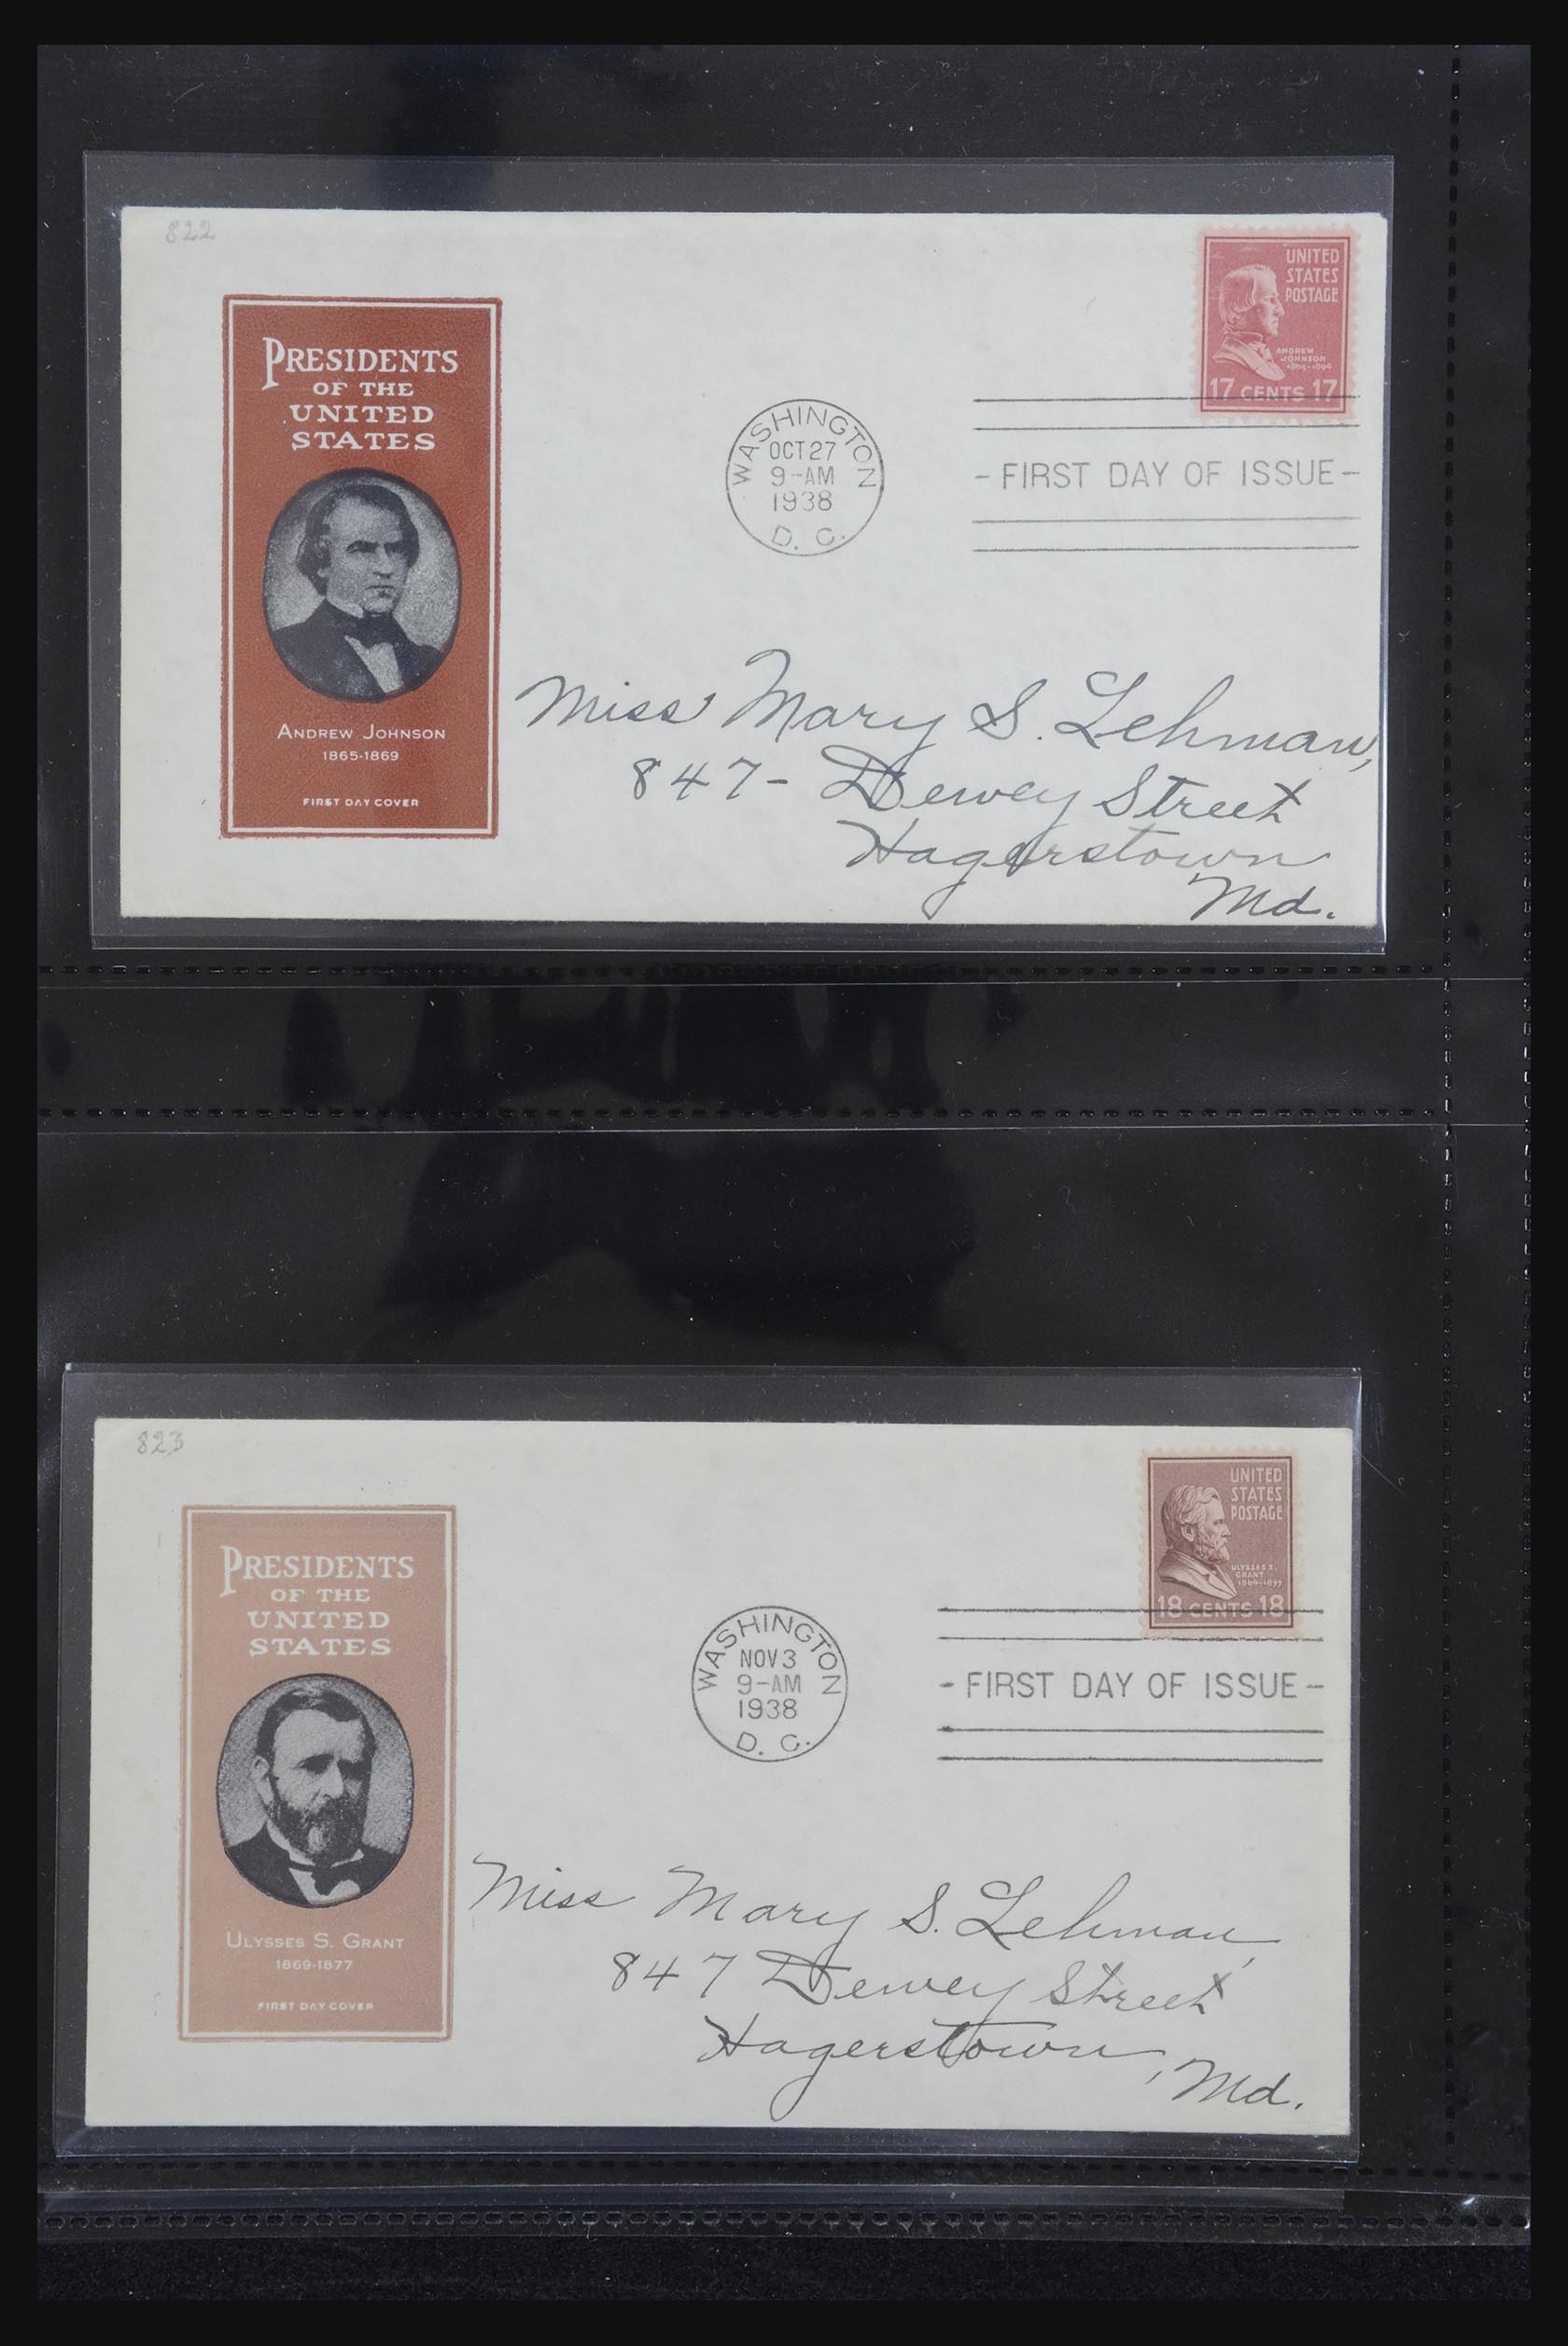 822
PRESIDENTS
OF THE
UNITED
STATES
ANDREW JOHNSON
1865-1869
FIRST DAY COVER
WASHINGTON
OCT 27
9-AM
1938
D. C.
UNITED
STATES
POSTAGE
ANDREW
JOHNSON
1865-1869
17 CENTS 17
- FIRST DAY OF ISSUE -
Miss Mary S. Lehman,
847- Dewey Street
Hagerstown
Md.
823
PRESIDENTS
OF THE
UNITED
STATES
ULYSSES S. GRANT
1869-1877
FIRST DAY COVER
WASHINGTON
NOV 3
9-AM
1938
D. C.
UNITED
STATES
POSTAGE
ULYSSES S.
GRANT
1869-1877
18 CENTS 18
- FIRST DAY OF ISSUE -
Miss Mary S. Lehman,
847 Dewey Street
Hagerstown, Md.